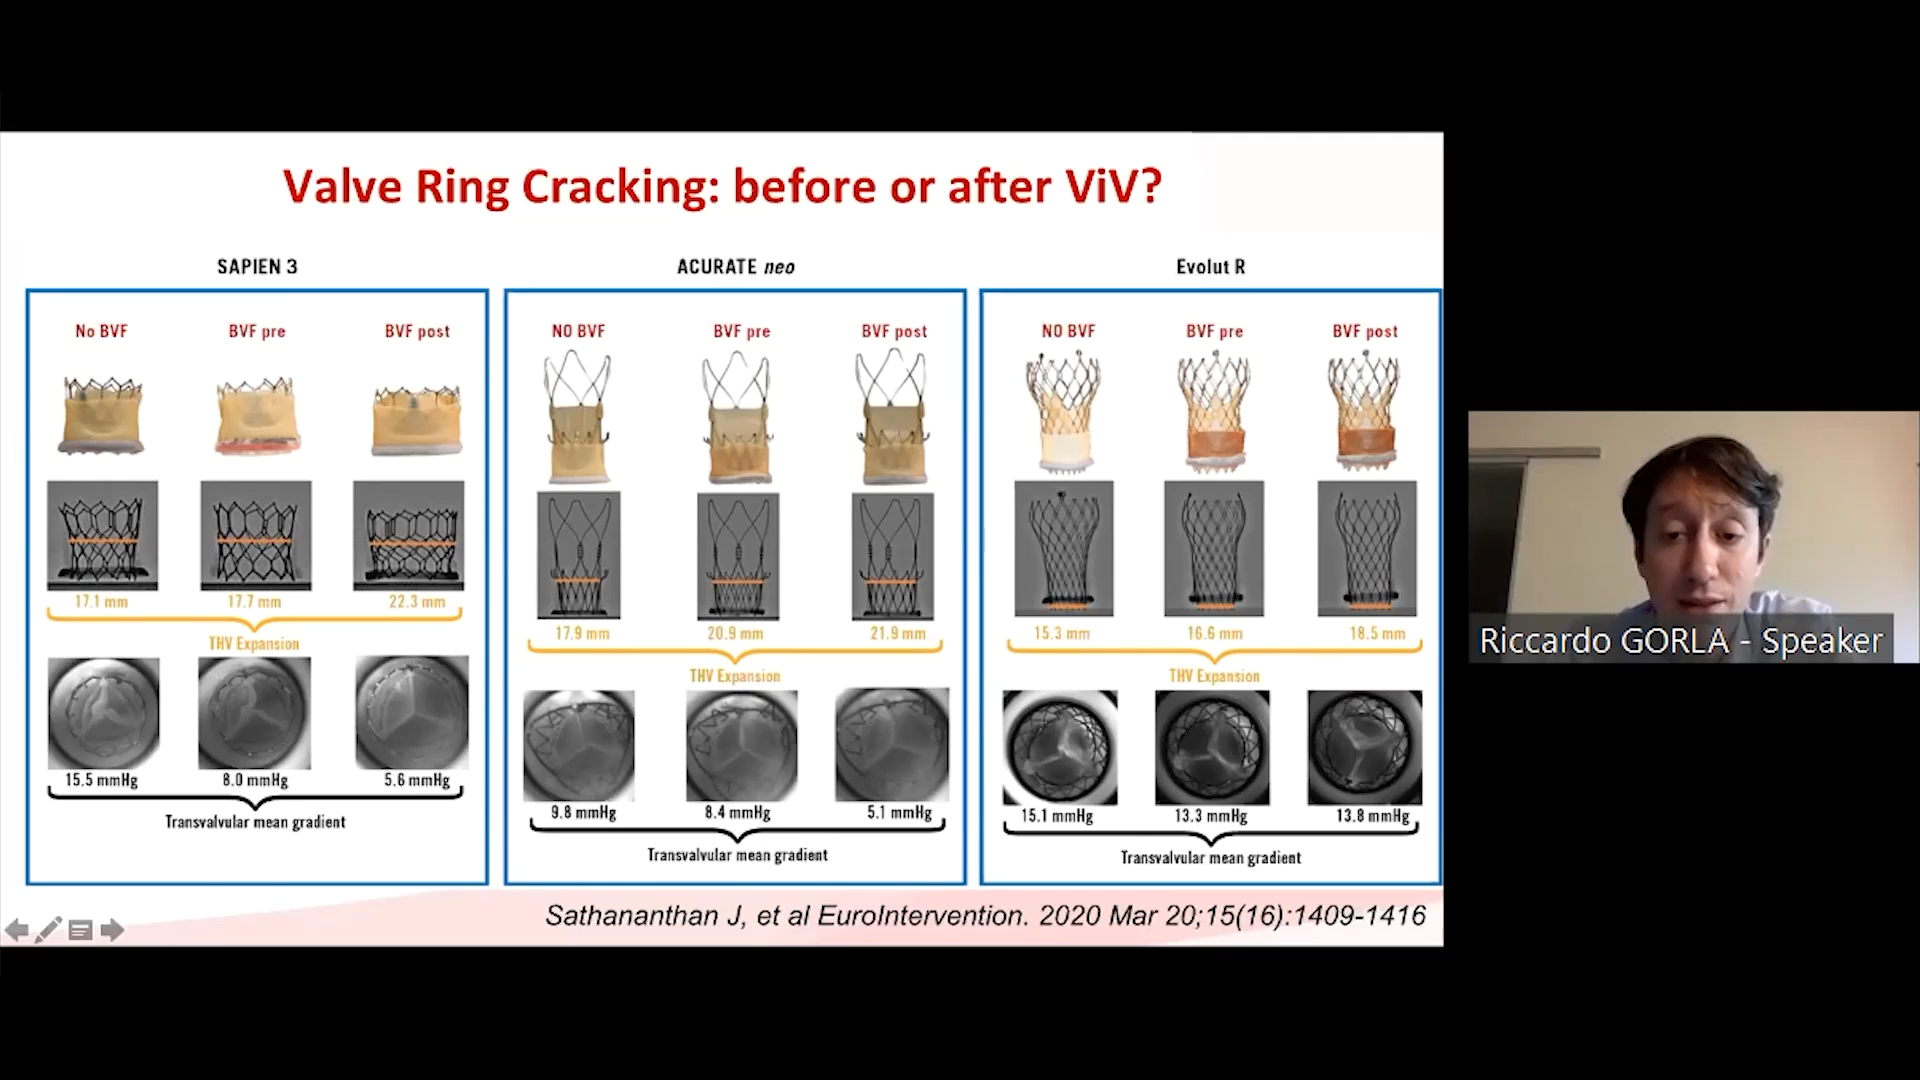 Valve Ring Cracking: before or after ViV?
SAPIEN 3
No BVF
BVF pre
BVF post
17.1 mm
17.7 mm
22.3 mm
THV Expansion
15.5 mmHg
8.0 mmHg
5.6 mmHg
Transvalvular mean gradient
ACURATE neo
NO BVF
BVF pre
BVF post
17.9 mm
20.9 mm
21.9 mm
THV Expansion
9.8 mmHg
8.4 mmHg
5.1 mmHg
Transvalvular mean gradient
Evolut R
NO BVF
BVF pre
BVF post
15.3 mm
16.6 mm
18.5 mm
THV Expansion
15.1 mmHg
13.3 mmHg
13.8 mmHg
Transvalvular mean gradient
Sathananthan J, et al EuroIntervention. 2020 Mar 20;15(16):1409-1416
Riccardo GORLA - Speaker